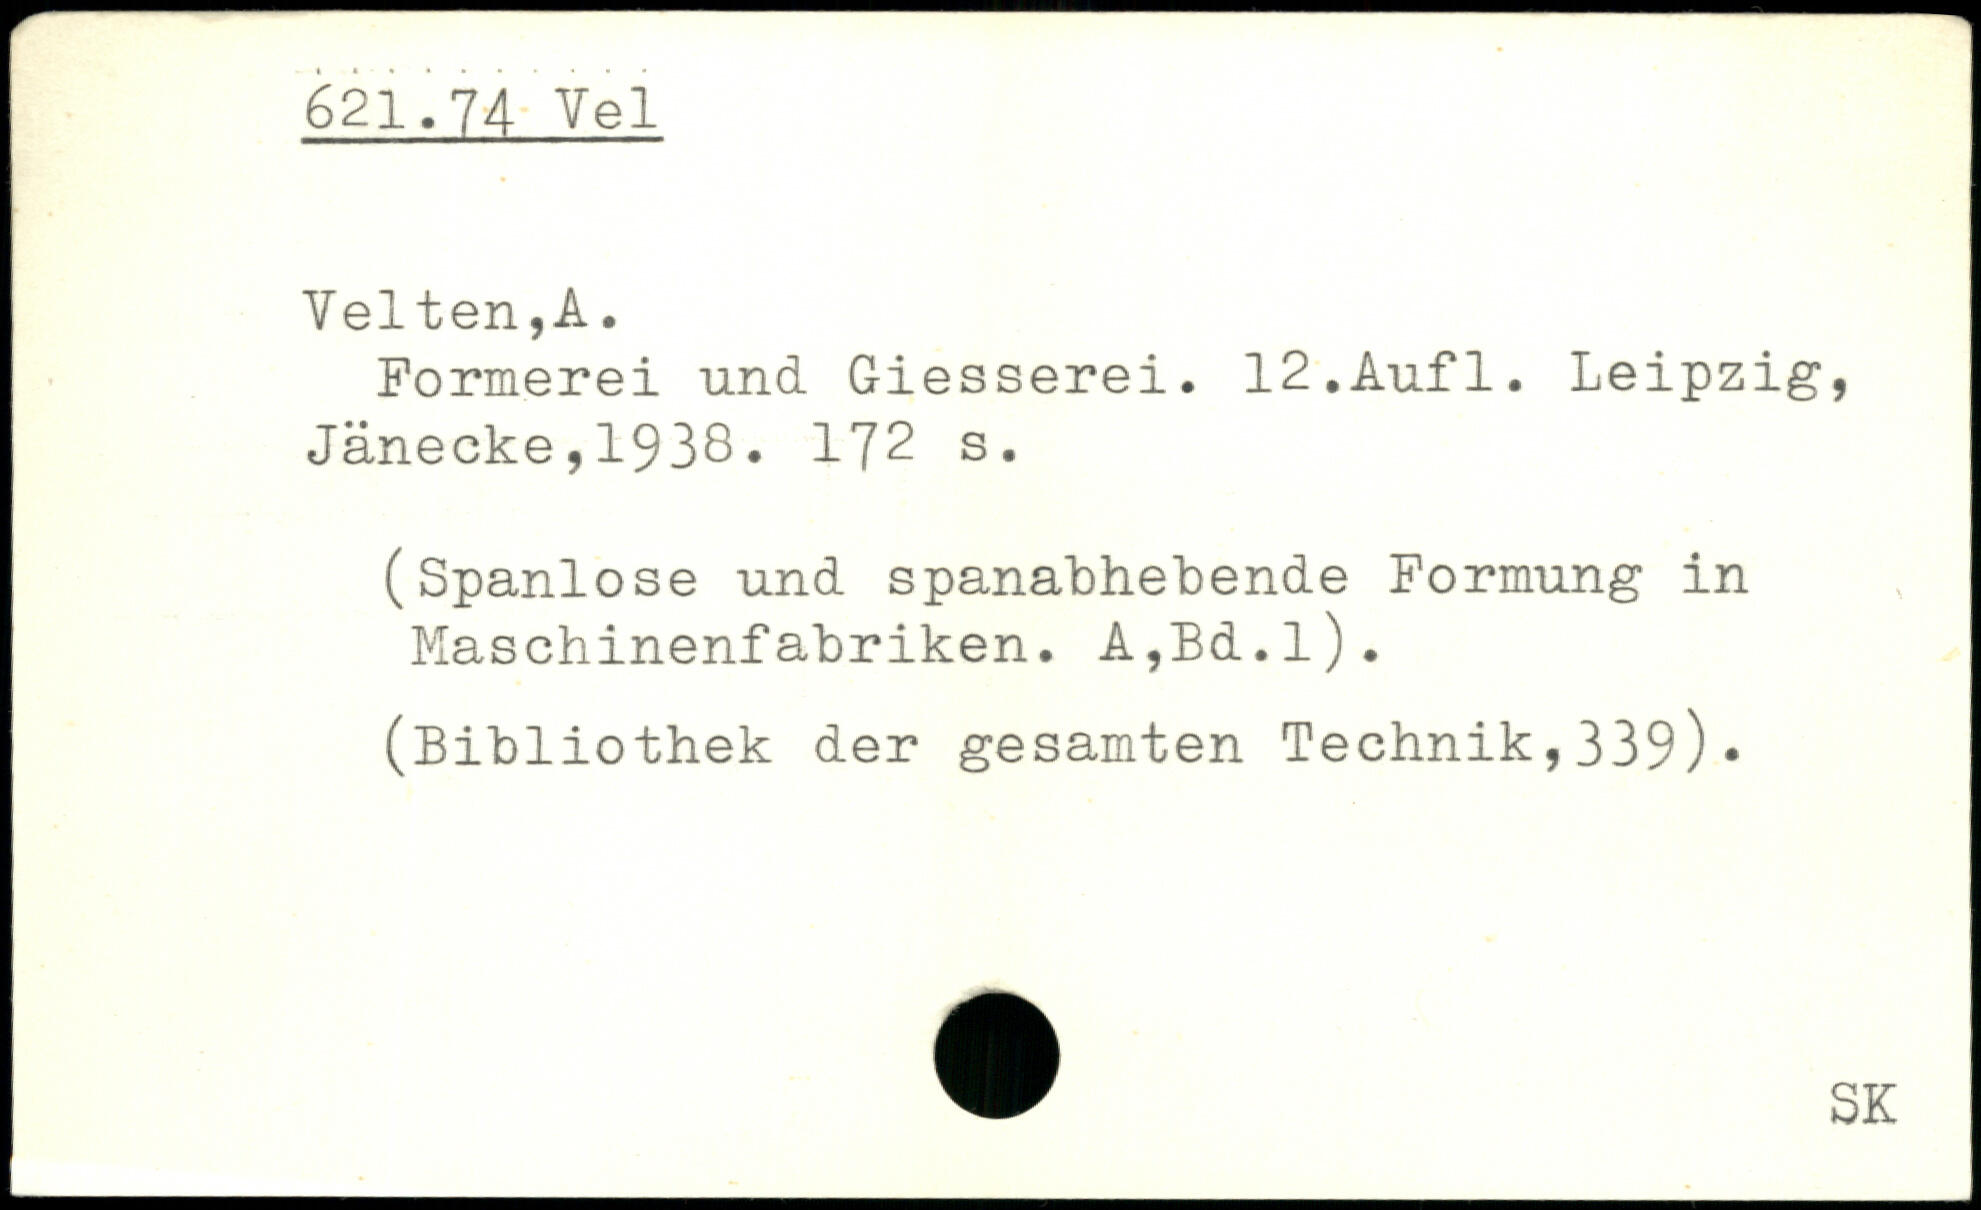 621.74 Vel
Velten,A.
Formerei und Giesserei. 12.Aufl. Leipzig,
Jänecke,1938. 172 s.
(Spanlose und spanabhebende Formung in
Maschinenfabriken. A,Bd.1).
(Bibliothek der gesamten Technik,339).
SK